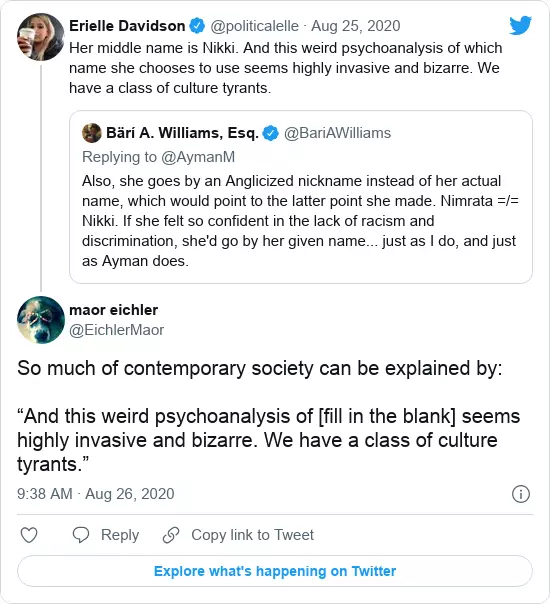 Erielle Davidson @politicalelle · Aug 25, 2020
Her middle name is Nikki. And this weird psychoanalysis of which
name she chooses to use seems highly invasive and bizarre. We
have a class of culture tyrants.
Bärí A. Williams, Esq. @BariAWilliams
Replying to @AymanM
Also, she goes by an Anglicized nickname instead of her actual
name, which would point to the latter point she made. Nimrata =/=
Nikki. If she felt so confident in the lack of racism and
discrimination, she'd go by her given name... just as I do, and just
as Ayman does.
maor eichler
@EichlerMaor
So much of contemporary society can be explained by:
“And this weird psychoanalysis of [fill in the blank] seems
highly invasive and bizarre. We have a class of culture
tyrants.”
9:38 AM · Aug 26, 2020
Reply Copy link to Tweet
Explore what's happening on Twitter